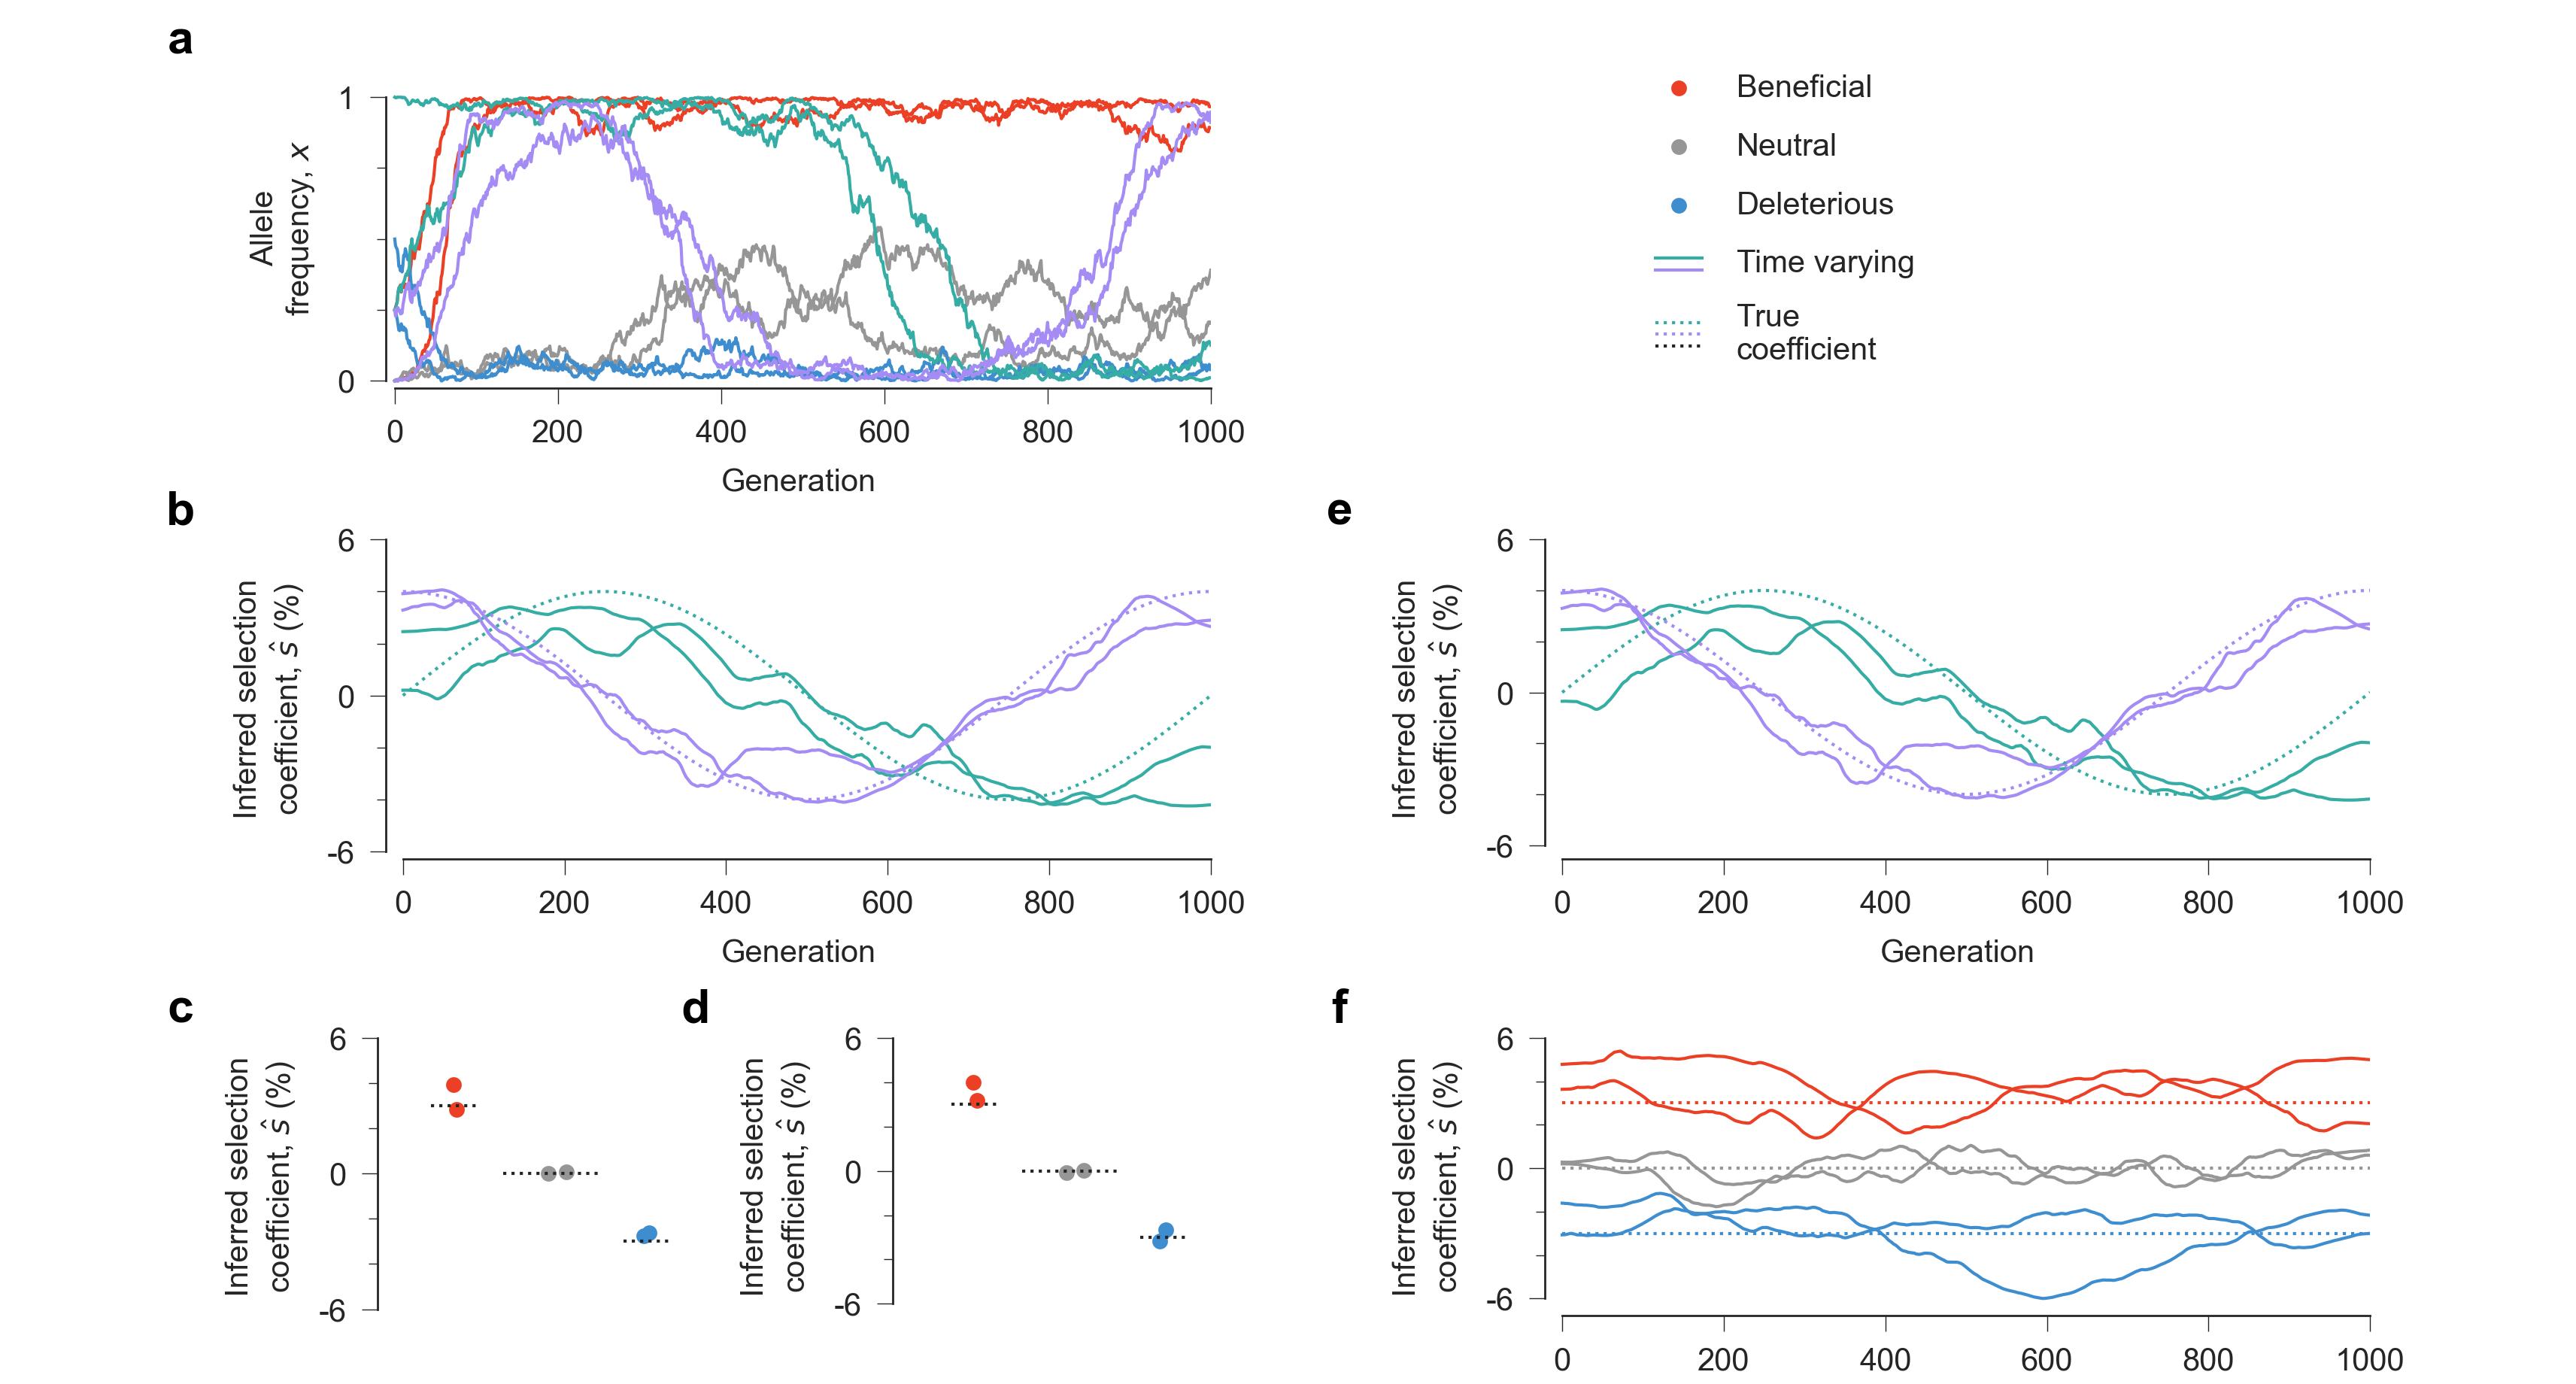 a
1
0
Allele
frequency, x
0 200 400 600 800 1000
Generation
Beneficial
Neutral
Deleterious
Time varying
True
coefficient
b
6
0
-6
Inferred selection
coefficient, ŝ (%)
0 200 400 600 800 1000
Generation
e
6
0
-6
Inferred selection
coefficient, ŝ (%)
0 200 400 600 800 1000
Generation
c
6
0
-6
Inferred selection
coefficient, ŝ (%)
d
6
0
-6
Inferred selection
coefficient, ŝ (%)
f
6
0
-6
Inferred selection
coefficient, ŝ (%)
0 200 400 600 800 1000